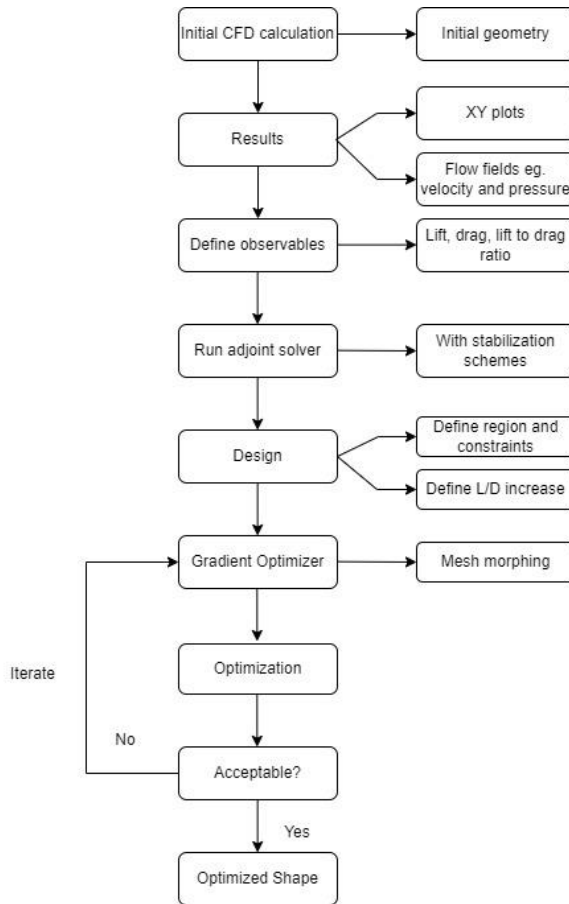 Initial CFD calculation
Initial geometry
Results
XY plots
Flow fields eg.
velocity and pressure
Define observables
Lift, drag, lift to drag
ratio
Run adjoint solver
With stabilization
schemes
Design
Define region and
constraints
Define L/D increase
Gradient Optimizer
Mesh morphing
Optimization
Iterate
No
Acceptable?
Yes
Optimized Shape